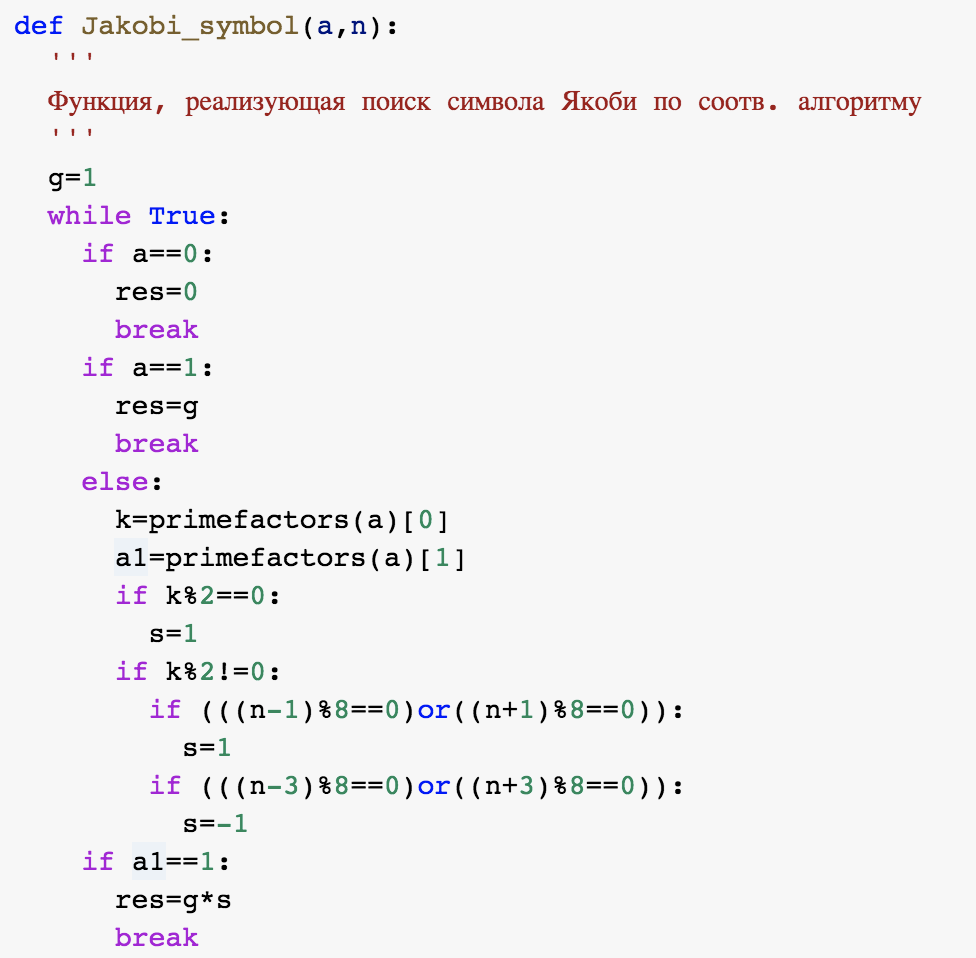 def Jakobi_symbol(a,n):
  '''
  Функция, реализующая поиск символа Якоби по соотв. алгоритму
  '''
  g=1
  while True:
    if a==0:
      res=0
      break
    if a==1:
      res=g
      break
    else:
      k=primefactors(a)[0]
      a1=primefactors(a)[1]
      if k%2==0:
        s=1
      if k%2!=0:
        if (((n-1)%8==0)or((n+1)%8==0)):
          s=1
        if (((n-3)%8==0)or((n+3)%8==0)):
          s=-1
    if a1==1:
      res=g*s
      break